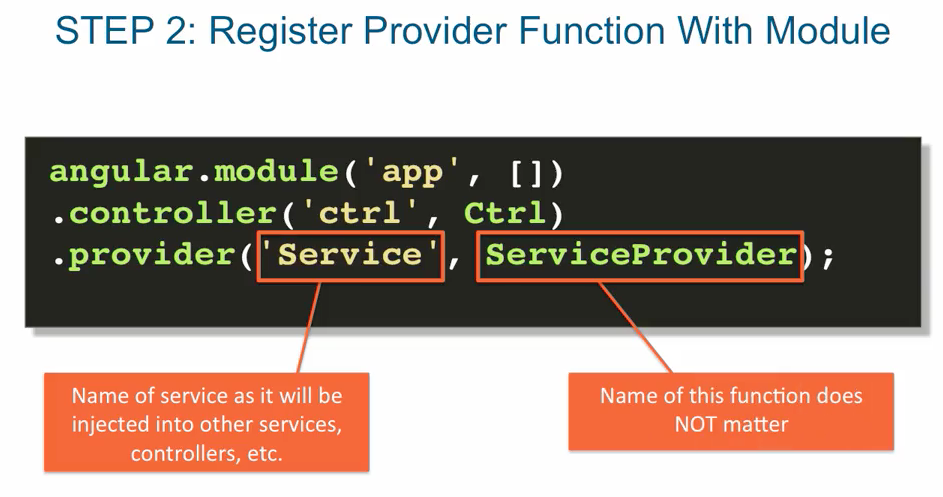 STEP 2: Register Provider Function With Module
angular.module('app', [])
.controller('ctrl', Ctrl)
.provider('Service', ServiceProvider);
Name of service as it will be
injected into other services,
controllers, etc.
Name of this function does
NOT matter